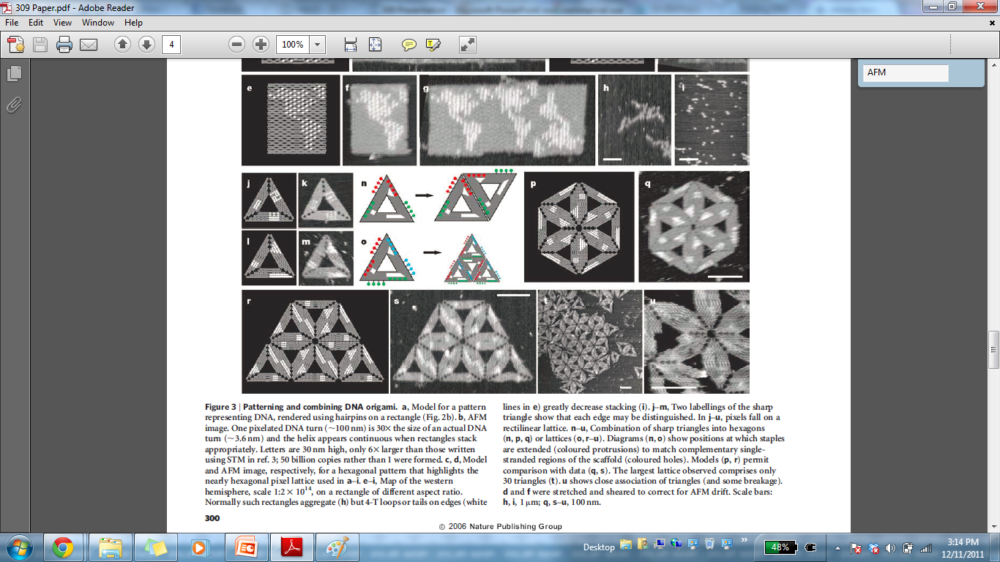 309 Paper.pdf - Adobe Reader
File Edit View Window Help
4
100%
AFM
e
f
g
h
i
j
k
n
p
q
l
m
o
r
s
t
u
Figure 3 | Patterning and combining DNA origami. a, Model for a pattern
representing DNA, rendered using hairpins on a rectangle (Fig. 2b). b, AFM
image. One pixelated DNA turn (~100 nm) is 30× the size of an actual DNA
turn (~3.6 nm) and the helix appears continuous when rectangles stack
appropriately. Letters are 30 nm high, only 6× larger than those written
using STM in ref. 3; 50 billion copies rather than 1 were formed. c, d, Model
and AFM image, respectively, for a hexagonal pattern that highlights the
nearly hexagonal pixel lattice used in a–i. e–i, Map of the western
hemisphere, scale 1:2 × 10¹⁴, on a rectangle of different aspect ratio.
Normally such rectangles aggregate (h) but 4-T loops or tails on edges (white
lines in e) greatly decrease stacking (i). j–m, Two labellings of the sharp
triangle show that each edge may be distinguished. In j–u, pixels fall on a
rectilinear lattice. n–u, Combination of sharp triangles into hexagons
(n, p, q) or lattices (o, r–u). Diagrams (n, o) show positions at which staples
are extended (coloured protrusions) to match complementary single-
stranded regions of the scaffold (coloured holes). Models (p, r) permit
comparison with data (q, s). The largest lattice observed comprises only
30 triangles (t). u shows close association of triangles (and some breakage).
d and f were stretched and sheared to correct for AFM drift. Scale bars:
h, i, 1 μm; q, s–u, 100 nm.
300
© 2006 Nature Publishing Group
Desktop
48%
3:14 PM
12/11/2011